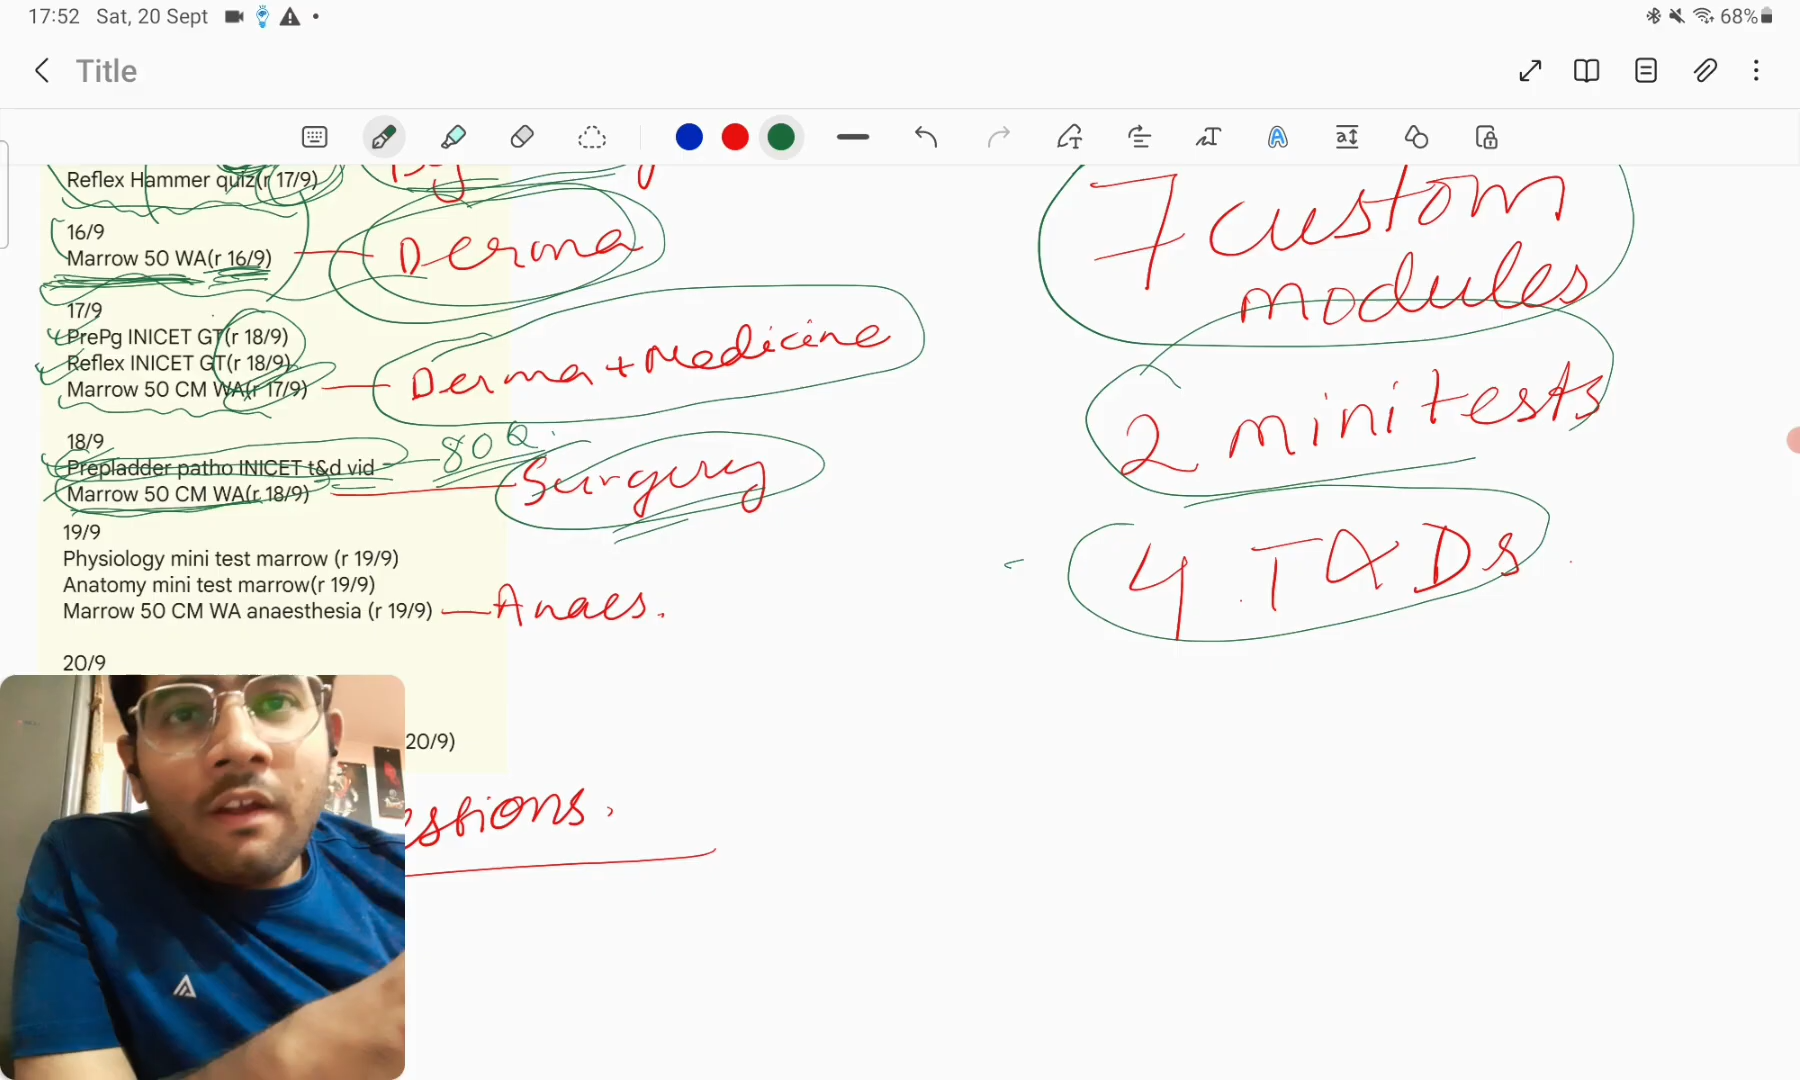 17:52 Sat, 20 Sept 68%
Title
Reflex Hammer quiz(r 17/9)
16/9
Marrow 50 WA(r 16/9)
Derma
17/9
PrePg INICET GT(r 18/9)
Reflex INICET GT(r 18/9)
Marrow 50 CM WA(r 17/9)
Derma + Medicine
18/9
Prepladder patho INICET t&d vid
80 Q.
Marrow 50 CM WA(r 18/9)
Surgery
19/9
Physiology mini test marrow (r 19/9)
Anatomy mini test marrow(r 19/9)
Marrow 50 CM WA anaesthesia (r 19/9)
Anaes.
20/9
20/9)
estions.
7 custom
modules
2 minitests
4 T&Ds